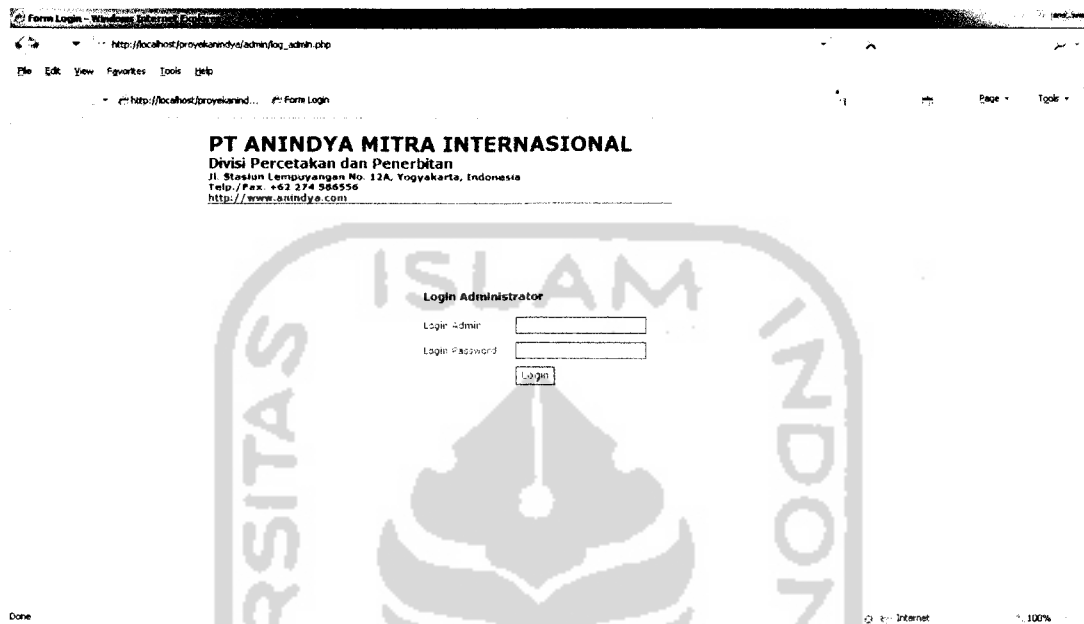 Form Login - Windows Internet Explorer
http://localhost/proyekanindya/admin/log_admin.php
File Edit View Favorites Tools Help
http://localhost/proyekanind... Form Login Page Tools
PT ANINDYA MITRA INTERNASIONAL
Divisi Percetakan dan Penerbitan
Jl. Stasiun Lempuyangan No. 12A, Yogyakarta, Indonesia
Telp./Fax. +62 274 586556
http://www.anindya.com
ISLAM
INDON
RSITAS
Login Administrator
Login Admin
Login Password
Login
Done Internet 100%